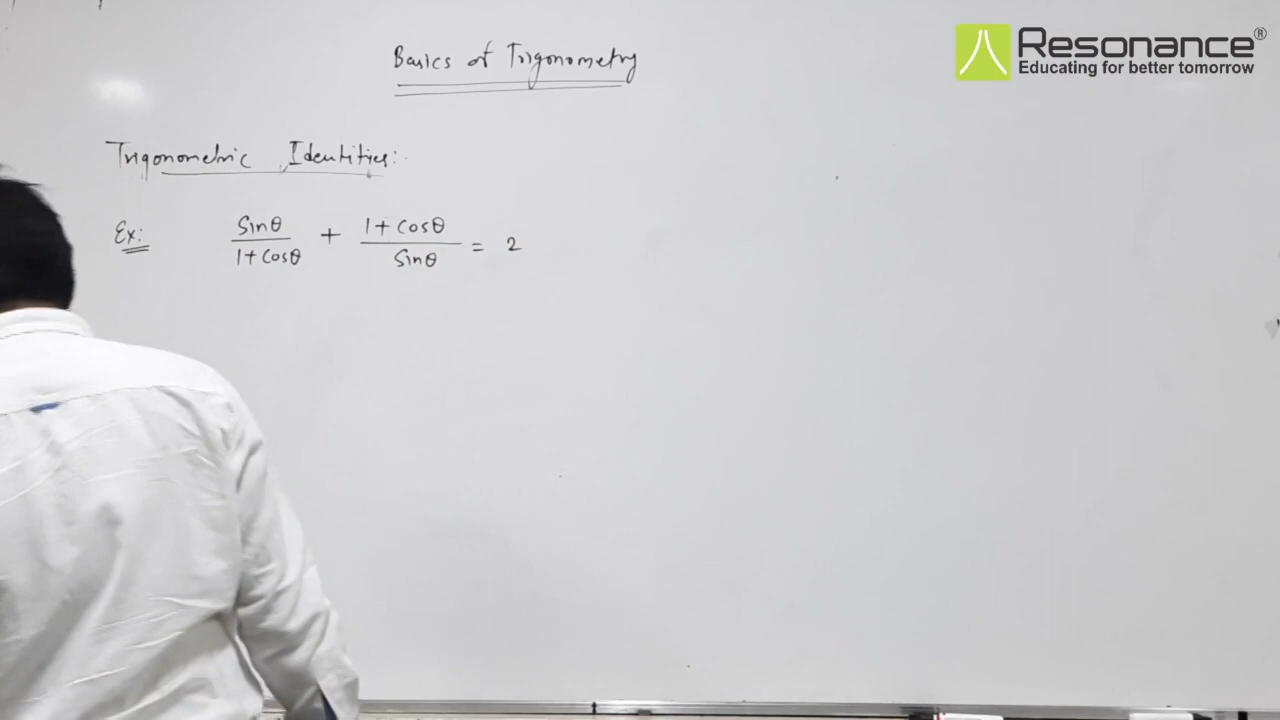 Resonance®
Educating for better tomorrow
Basics of Trigonometry
Trigonometric Identities:-
Ex: Sinθ/1+Cosθ + 1+Cosθ/Sinθ = 2